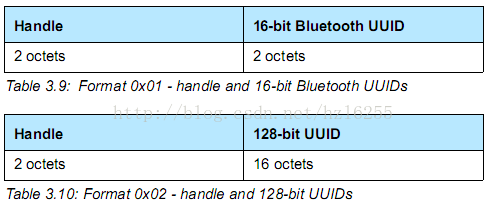 Handle 16-bit Bluetooth UUID
2 octets 2 octets
Table 3.9: Format 0x01 - handle and 16-bit Bluetooth UUIDs
http://blog.csdn.net/hzl6255
Handle 128-bit UUID
2 octets 16 octets
Table 3.10: Format 0x02 - handle and 128-bit UUIDs